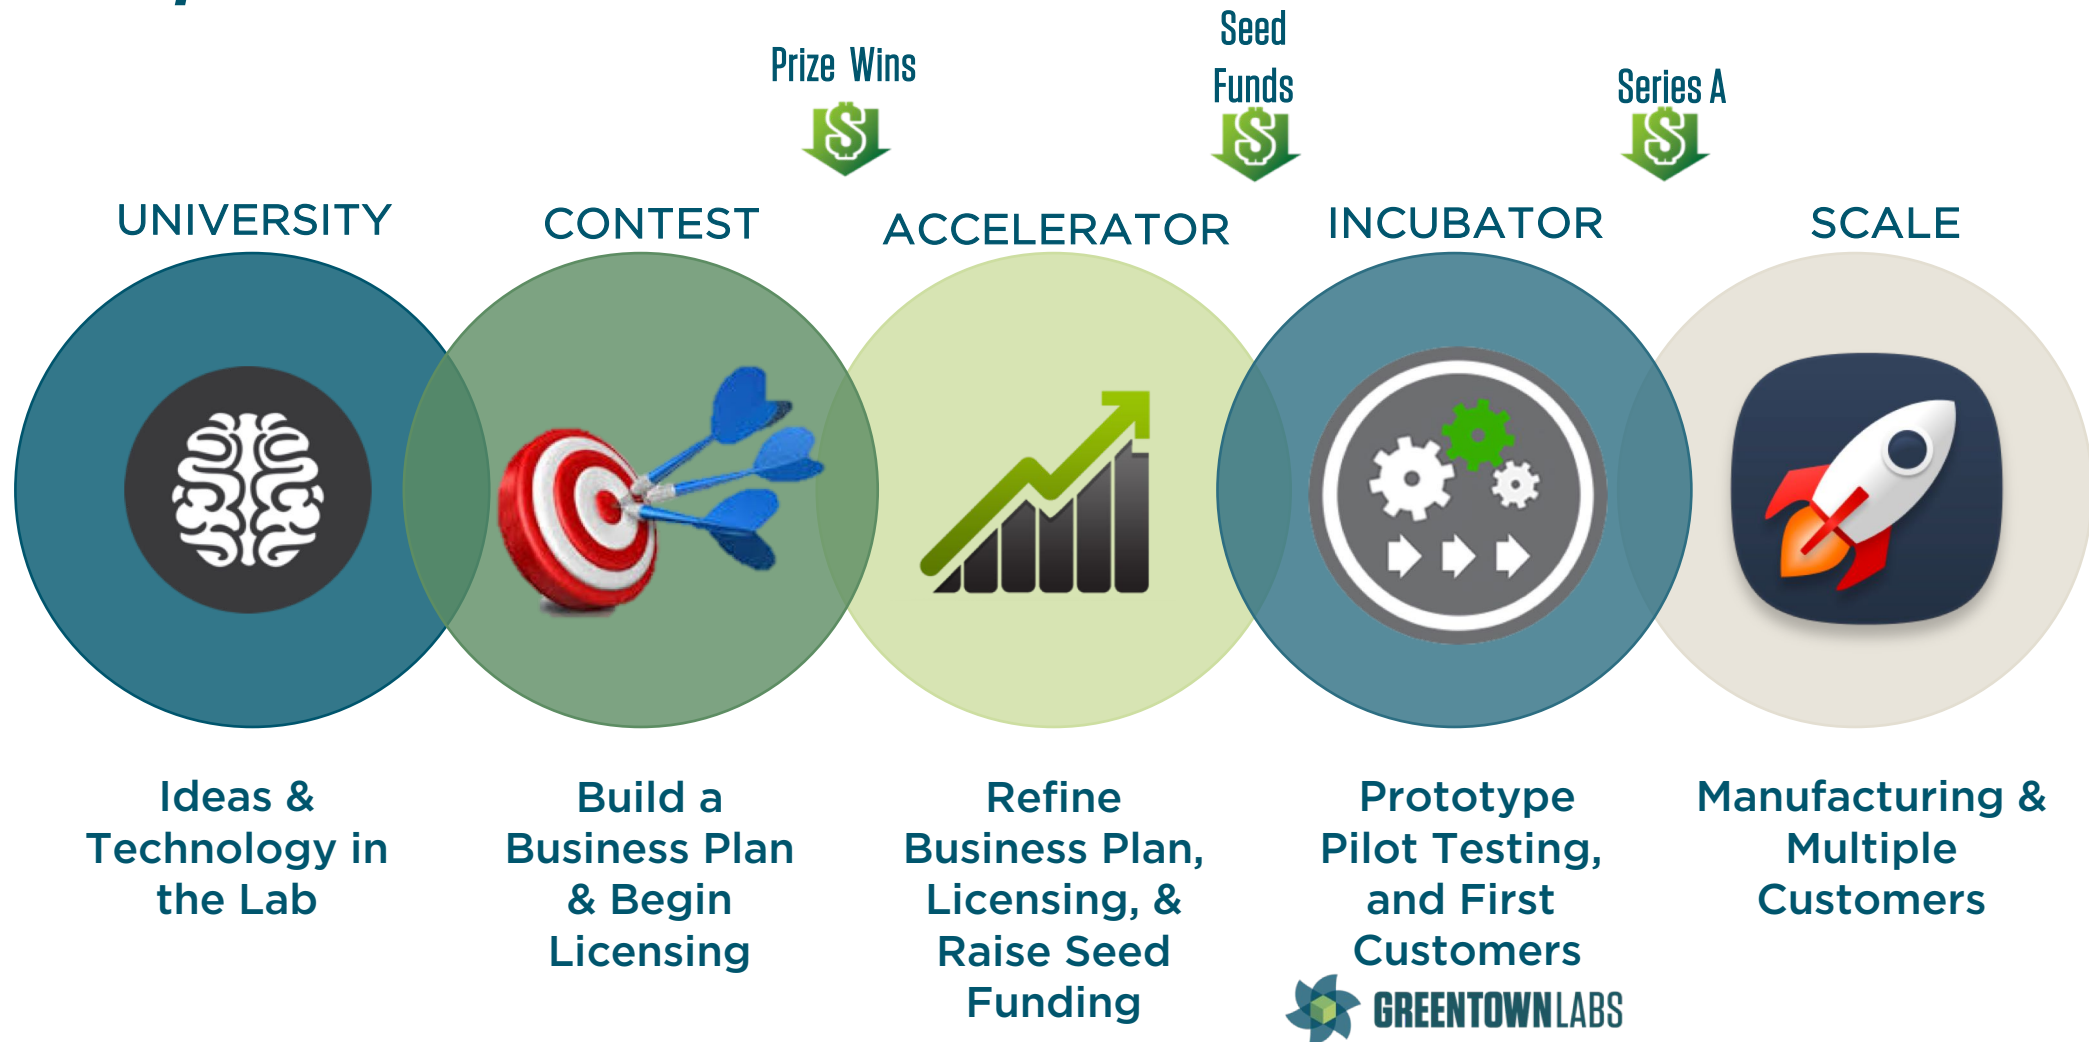 Prize Wins
Seed
Funds
Series A
UNIVERSITY
CONTEST
ACCELERATOR
INCUBATOR
SCALE
Ideas &
Technology in
the Lab
Build a
Business Plan
& Begin
Licensing
Refine
Business Plan,
Licensing, &
Raise Seed
Funding
Prototype
Pilot Testing,
and First
Customers
GREENTOWNLABS
Manufacturing &
Multiple
Customers